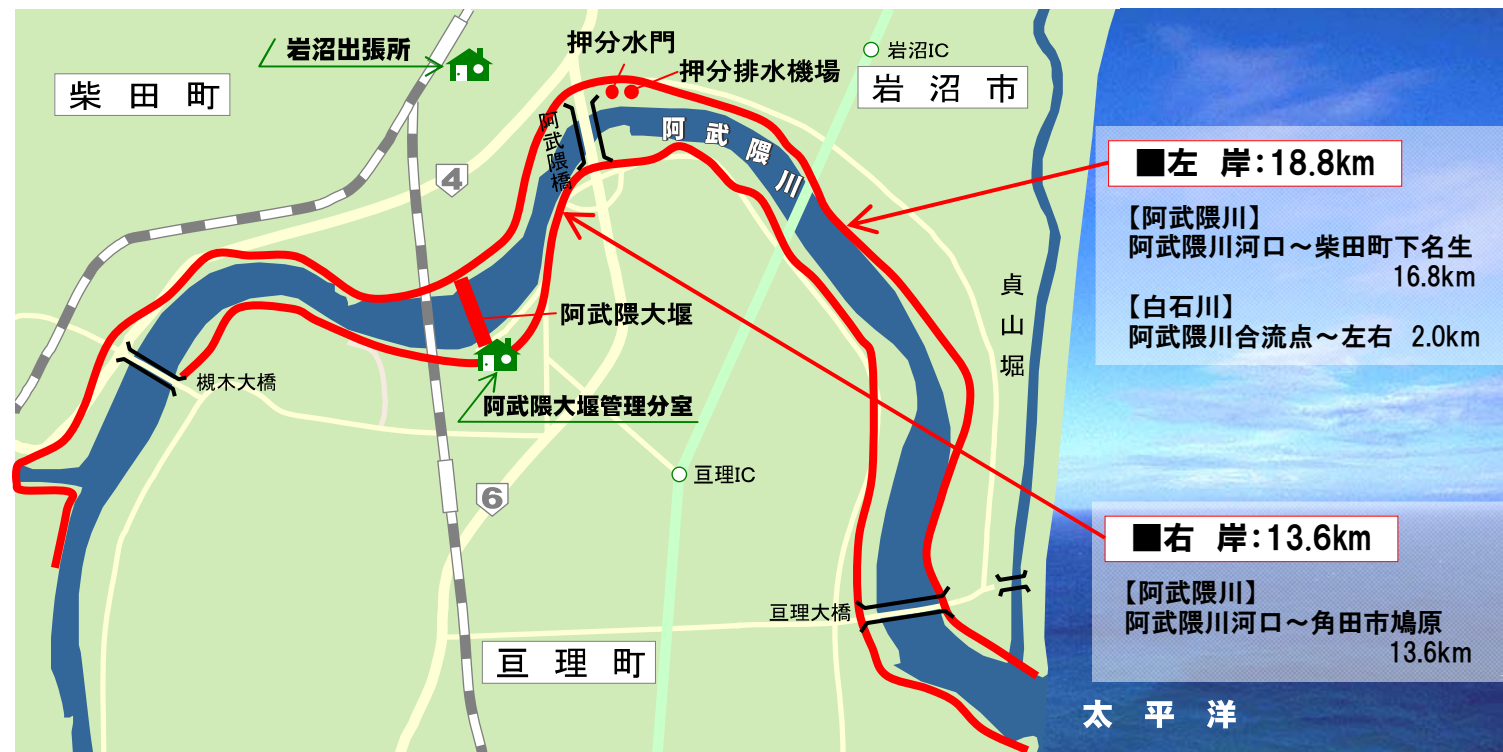 岩沼出張所
押分水門
押分排水機場
岩沼IC
柴田町
岩沼市
阿武隈橋
阿武隈川
4
■左 岸:18.8km
【阿武隈川】
阿武隈川河口～柴田町下名生
16.8km
【白石川】
阿武隈川合流点～左右 2.0km
貞山堀
阿武隈大堰
槻木大橋
阿武隈大堰管理分室
亘理IC
6
■右 岸:13.6km
【阿武隈川】
阿武隈川河口～角田市鳩原
13.6km
亘理大橋
亘理町
太平洋